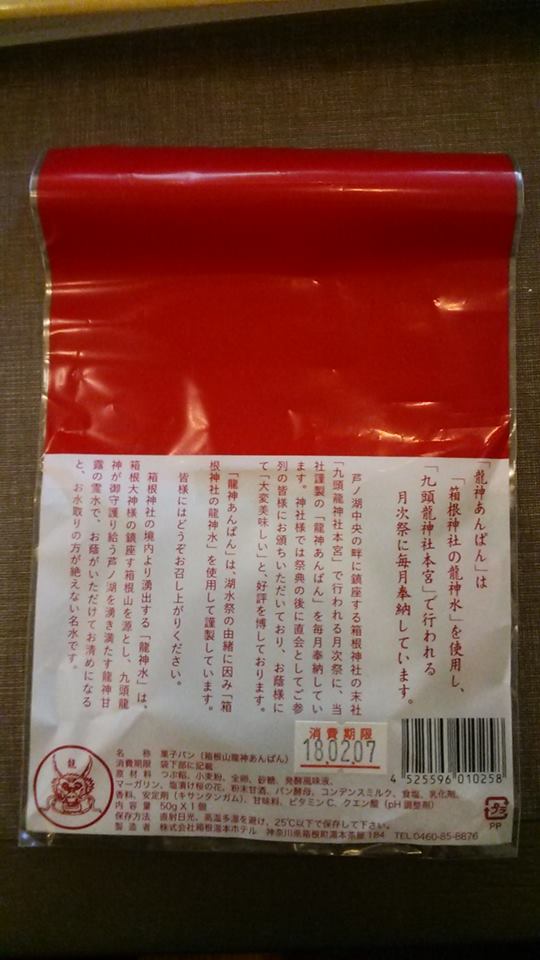 「龍神あんぱん」は
「箱根神社の龍神水」を使用し、
「九頭龍神社本宮」で行われる
月次祭に毎月奉納しています。
芦ノ湖中央の畔に鎮座する箱根神社の末社
「九頭龍神社本宮」で行われる月次祭に、当
社謹製の「龍神あんぱん」を毎月奉納してい
ます。神社様では祭典の後に直会としてご参
列の皆様にお頒ちいただいており、お蔭様に
て「大変美味しい」と、好評を博しております。
「龍神あんぱん」は、湖水祭の由緒に因み「箱
根神社の龍神水」を使用して謹製しています。
皆様にはどうぞお召し上がりください。
箱根神社の境内より湧出する「龍神水」は、
箱根大神様の鎮座す箱根山を源とし、九頭龍
神が御守護り給う芦ノ湖を湧き満たす龍神甘
露の霊水で、お蔭がいただけてお清めになる
と、お水取りの方が絶えない名水です。
消費期限
18.02.07
4 525596 010258
龍
名 称 菓子パン（箱根山龍神あんぱん）
消費期限 袋下部に記載
原 材 料 つぶ餡、小麦粉、全卵、砂糖、発酵風味液、
マーガリン、塩漬け桜の花、粉末甘酒、パン酵母、コンデンスミルク、食塩、乳化剤、
香料、安定剤（キサンタンガム）、甘味料、ビタミンC、クエン酸（pH調整剤）
内 容 量 50g X 1個
保存方法 直射日光、高温多湿を避け、25℃以下で保存して下さい。
製 造 者 株式会社箱根湯本ホテル 神奈川県箱根町湯本茶屋184 TEL.0460-85-8876
プラ
PP